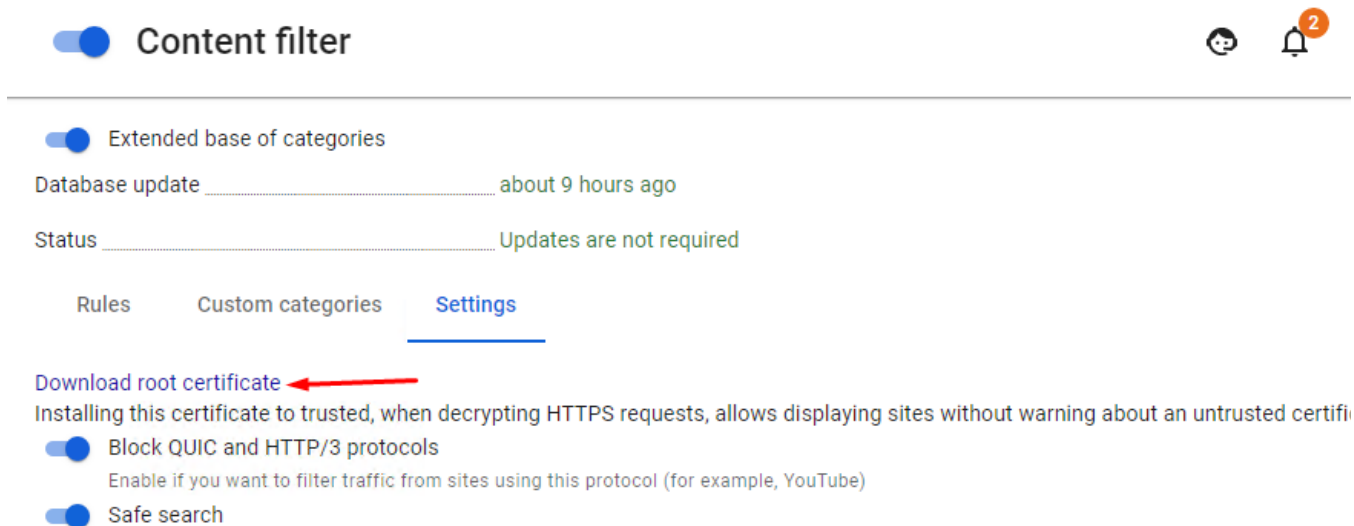 Content filter
2
Extended base of categories
Database update about 9 hours ago
Status Updates are not required
Rules Custom categories Settings
Download root certificate
Installing this certificate to trusted, when decrypting HTTPS requests, allows displaying sites without warning about an untrusted
Block QUIC and HTTP/3 protocols
Enable if you want to filter traffic from sites using this protocol (for example, YouTube)
Safe search